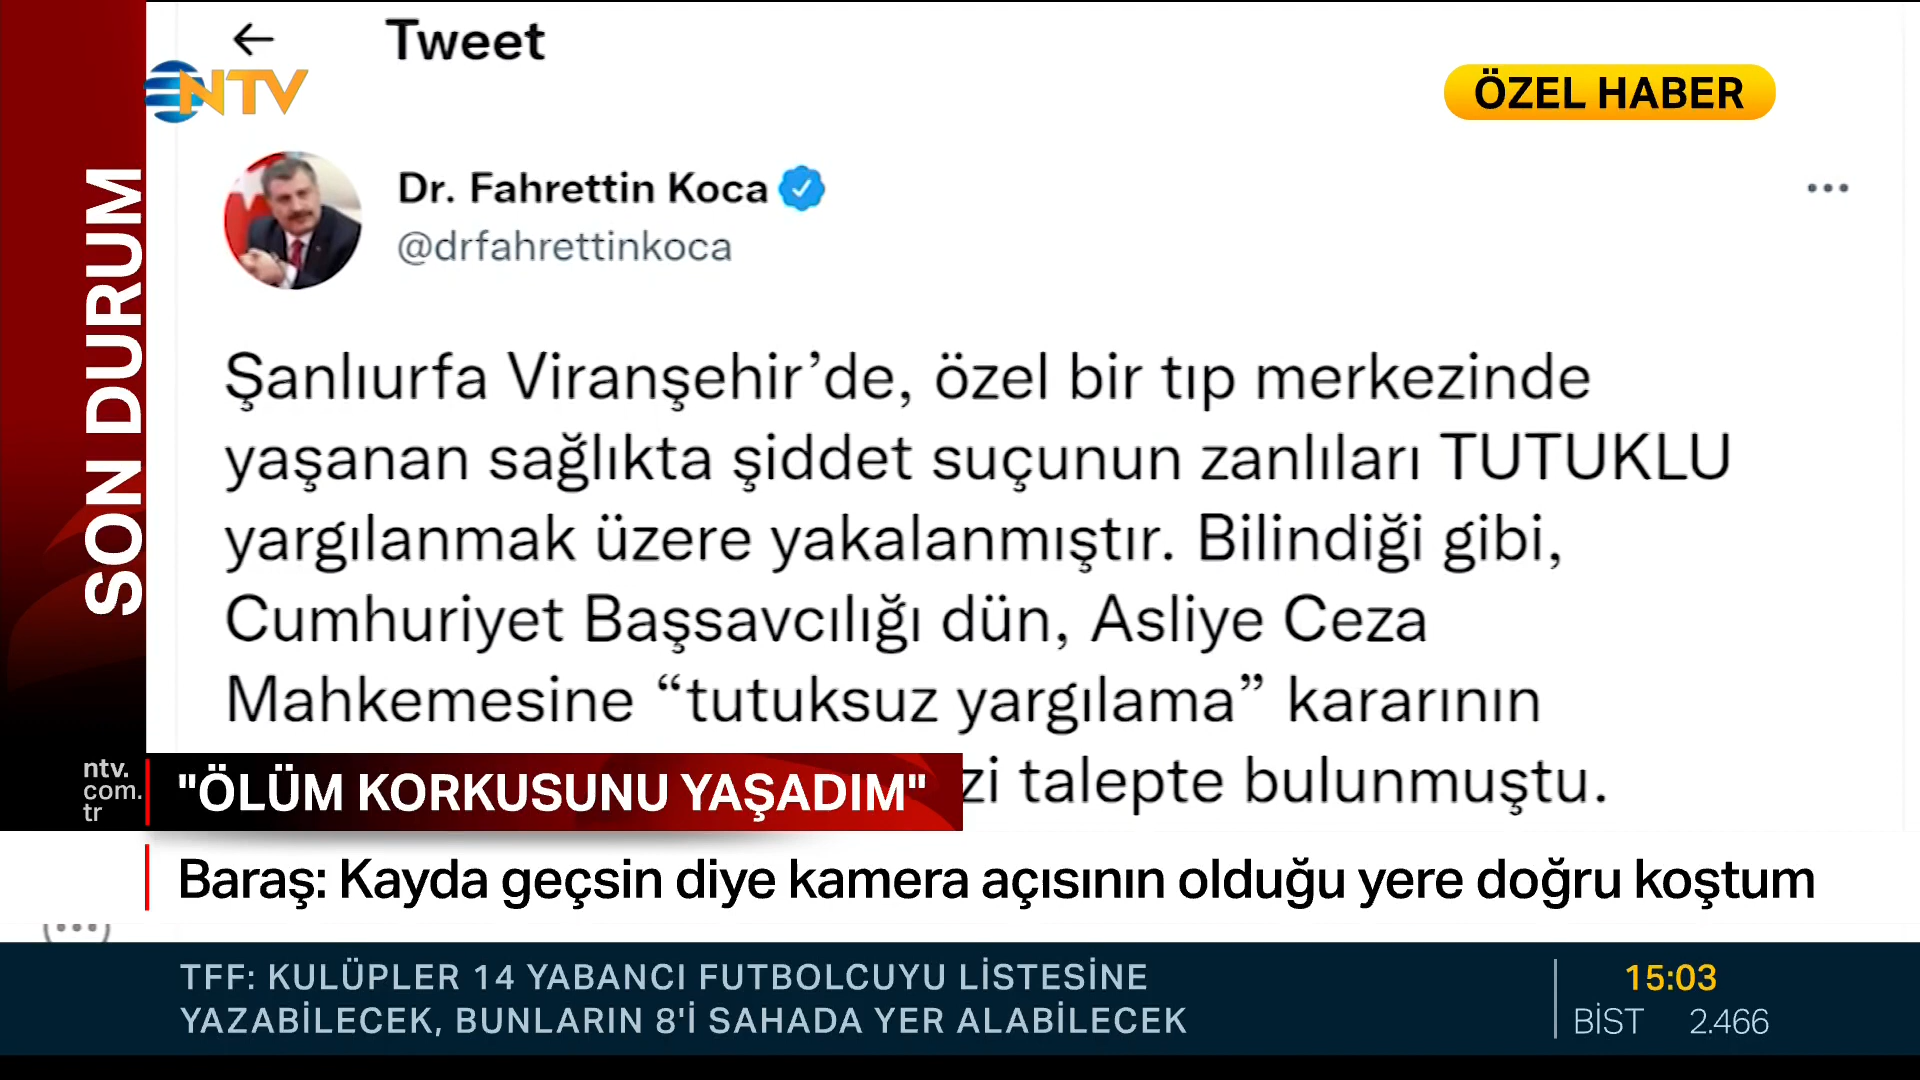 Tweet
NTV
ÖZEL HABER
SON DURUM
Dr. Fahrettin Koca
@drfahrettinkoca
Şanlıurfa Viranşehir’de, özel bir tıp merkezinde
yaşanan sağlıkta şiddet suçunun zanlıları TUTUKLU
yargılanmak üzere yakalanmıştır. Bilindiği gibi,
Cumhuriyet Başsavcılığı dün, Asliye Ceza
Mahkemesine “tutuksuz yargılama” kararının
talepte bulunmuştu.
ntv.
com.
tr
"ÖLÜM KORKUSUNU YAŞADIM"
Baraş: Kayda geçsin diye kamera açısının olduğu yere doğru koştum
TFF: KULÜPLER 14 YABANCI FUTBOLCUYU LİSTESİNE
YAZABİLECEK, BUNLARIN 8'İ SAHADA YER ALABİLECEK
15:03
BİST 2.466